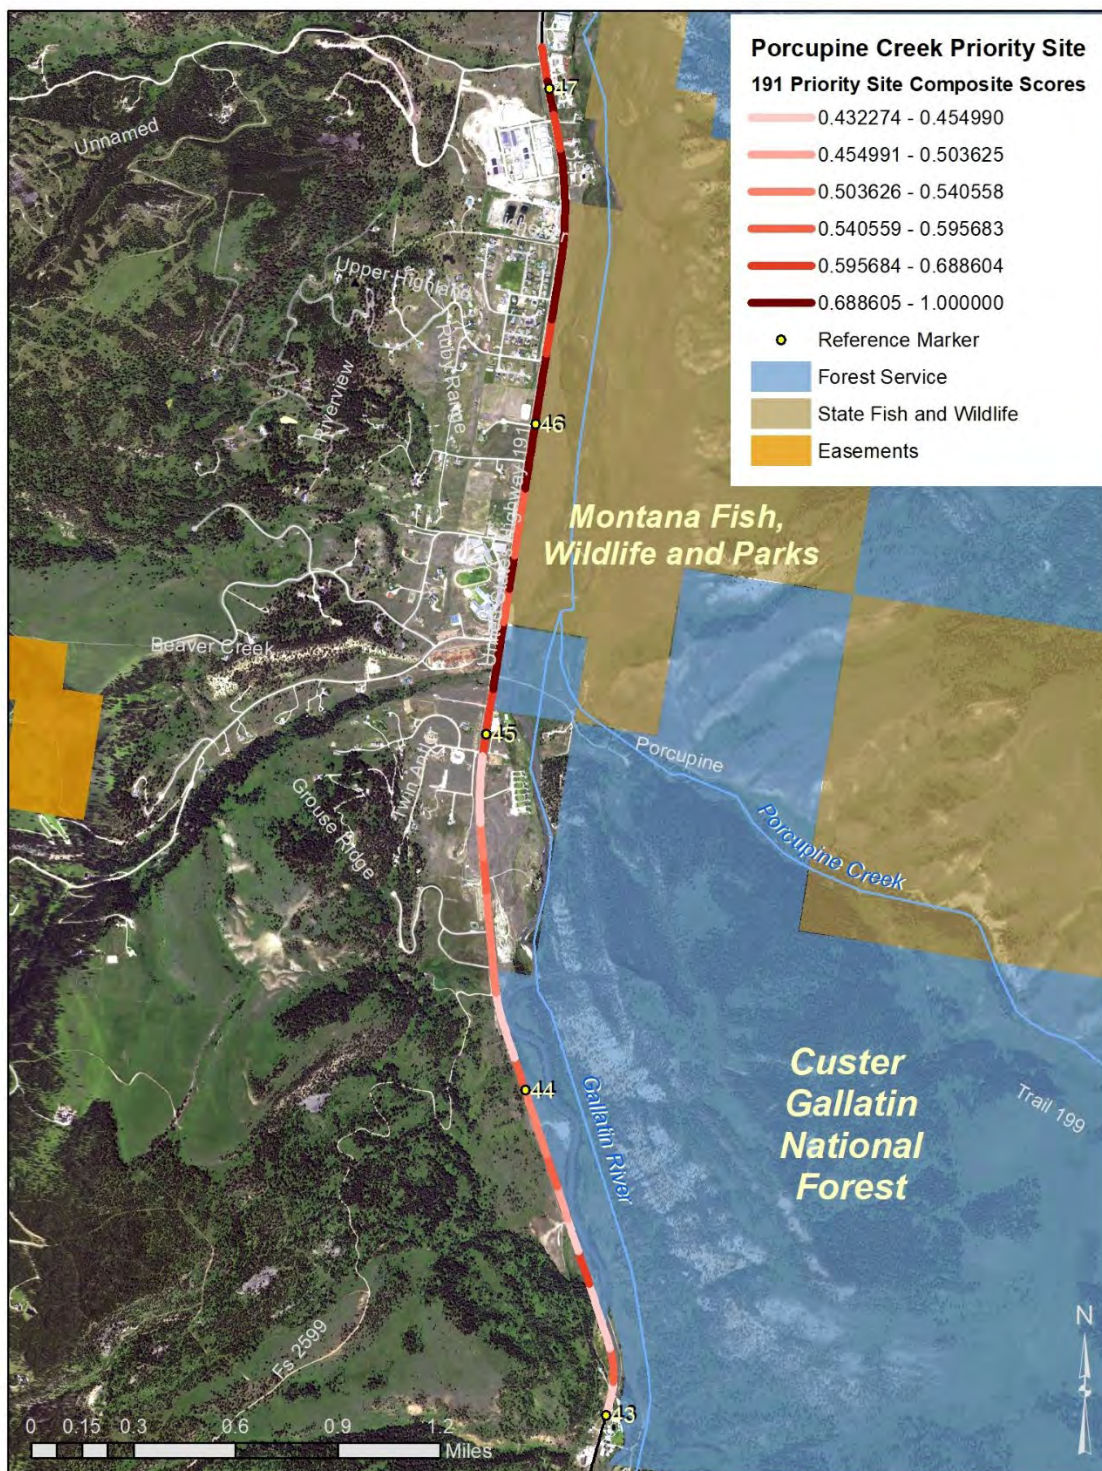 Porcupine Creek Priority Site
191 Priority Site Composite Scores
0.432274 - 0.454990
0.454991 - 0.503625
0.503626 - 0.540558
0.540559 - 0.595683
0.595684 - 0.688604
0.688605 - 1.000000
Reference Marker
Forest Service
State Fish and Wildlife
Easements
47
Unnamed
Upper Highland
Ruby Range
Riverview
46
Highway 191
Montana Fish,
Wildlife and Parks
Beaver Creek
45
Porcupine
Twin Antler
Grouse Ridge
Porcupine Creek
44
Gallatin River
Custer
Gallatin
National
Forest
Trail 199
Fs 2599
N
43
0 0.15 0.3 0.6 0.9 1.2
Miles